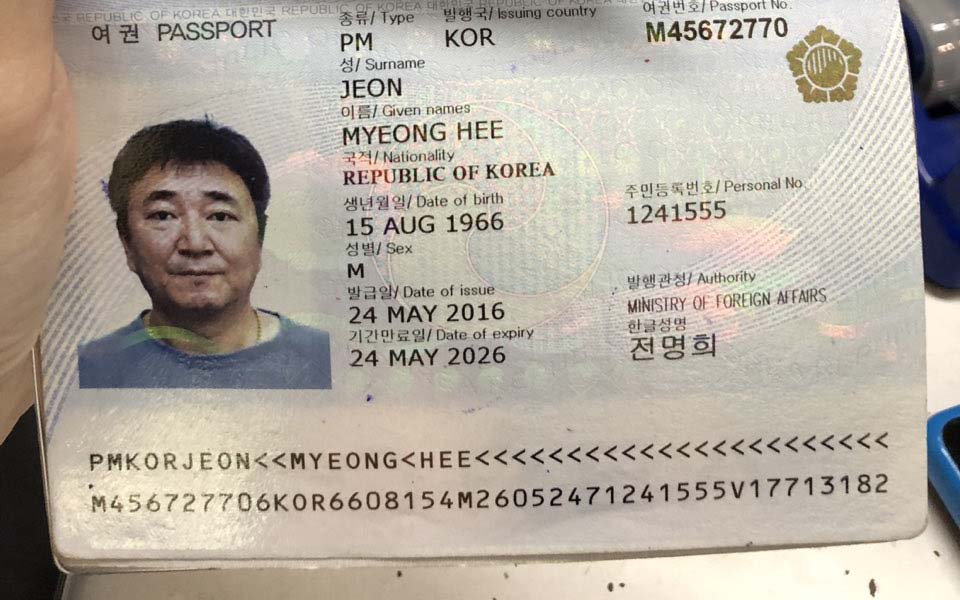 REPUBLIC OF KOREA 대한민국 REPUBLIC OF KOREA 대한민국 REPUBLIC OF KOREA
여권 PASSPORT
종류/ Type 발행국/ Issuing country 여권번호/ Passport No.
PM KOR M45672770
성/ Surname
JEON
이름/ Given names
MYEONG HEE
국적/ Nationality
REPUBLIC OF KOREA
생년월일/ Date of birth 주민등록번호/ Personal No.
15 AUG 1966 1241555
성별/ Sex
M
발급일/ Date of issue 발행관청/ Authority
24 MAY 2016 MINISTRY OF FOREIGN AFFAIRS
기간만료일/ Date of expiry 한글성명
24 MAY 2026 전명희
PMKORJEON<<MYEONG<HEE<<<<<<<<<<<<<<<<<<<<<<<
M456727706KOR6608154M26052471241555V17713182